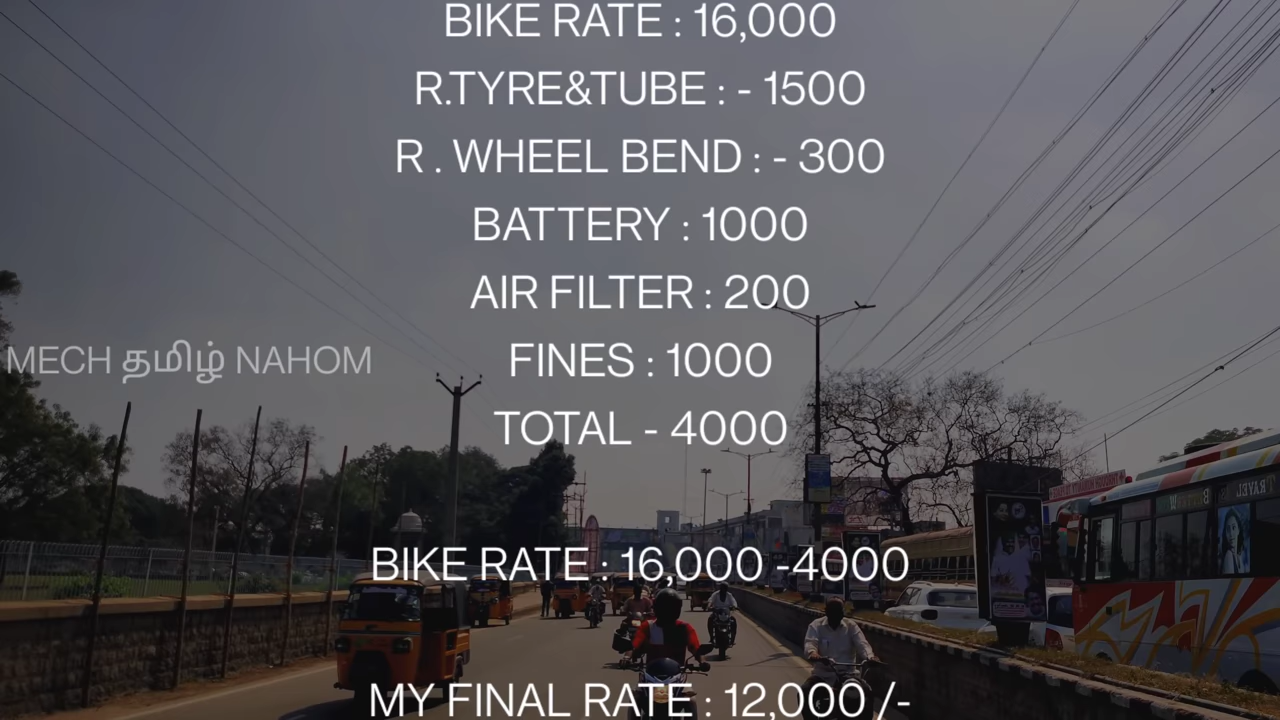 BIKE RATE : 16,000
R.TYRE&TUBE : - 1500
R . WHEEL BEND : - 300
BATTERY : 1000
AIR FILTER : 200
MECH தமிழ் NAHOM
FINES : 1000
TOTAL - 4000
BIKE RATE : 16,000 -4000
MY FINAL RATE : 12,000 /-